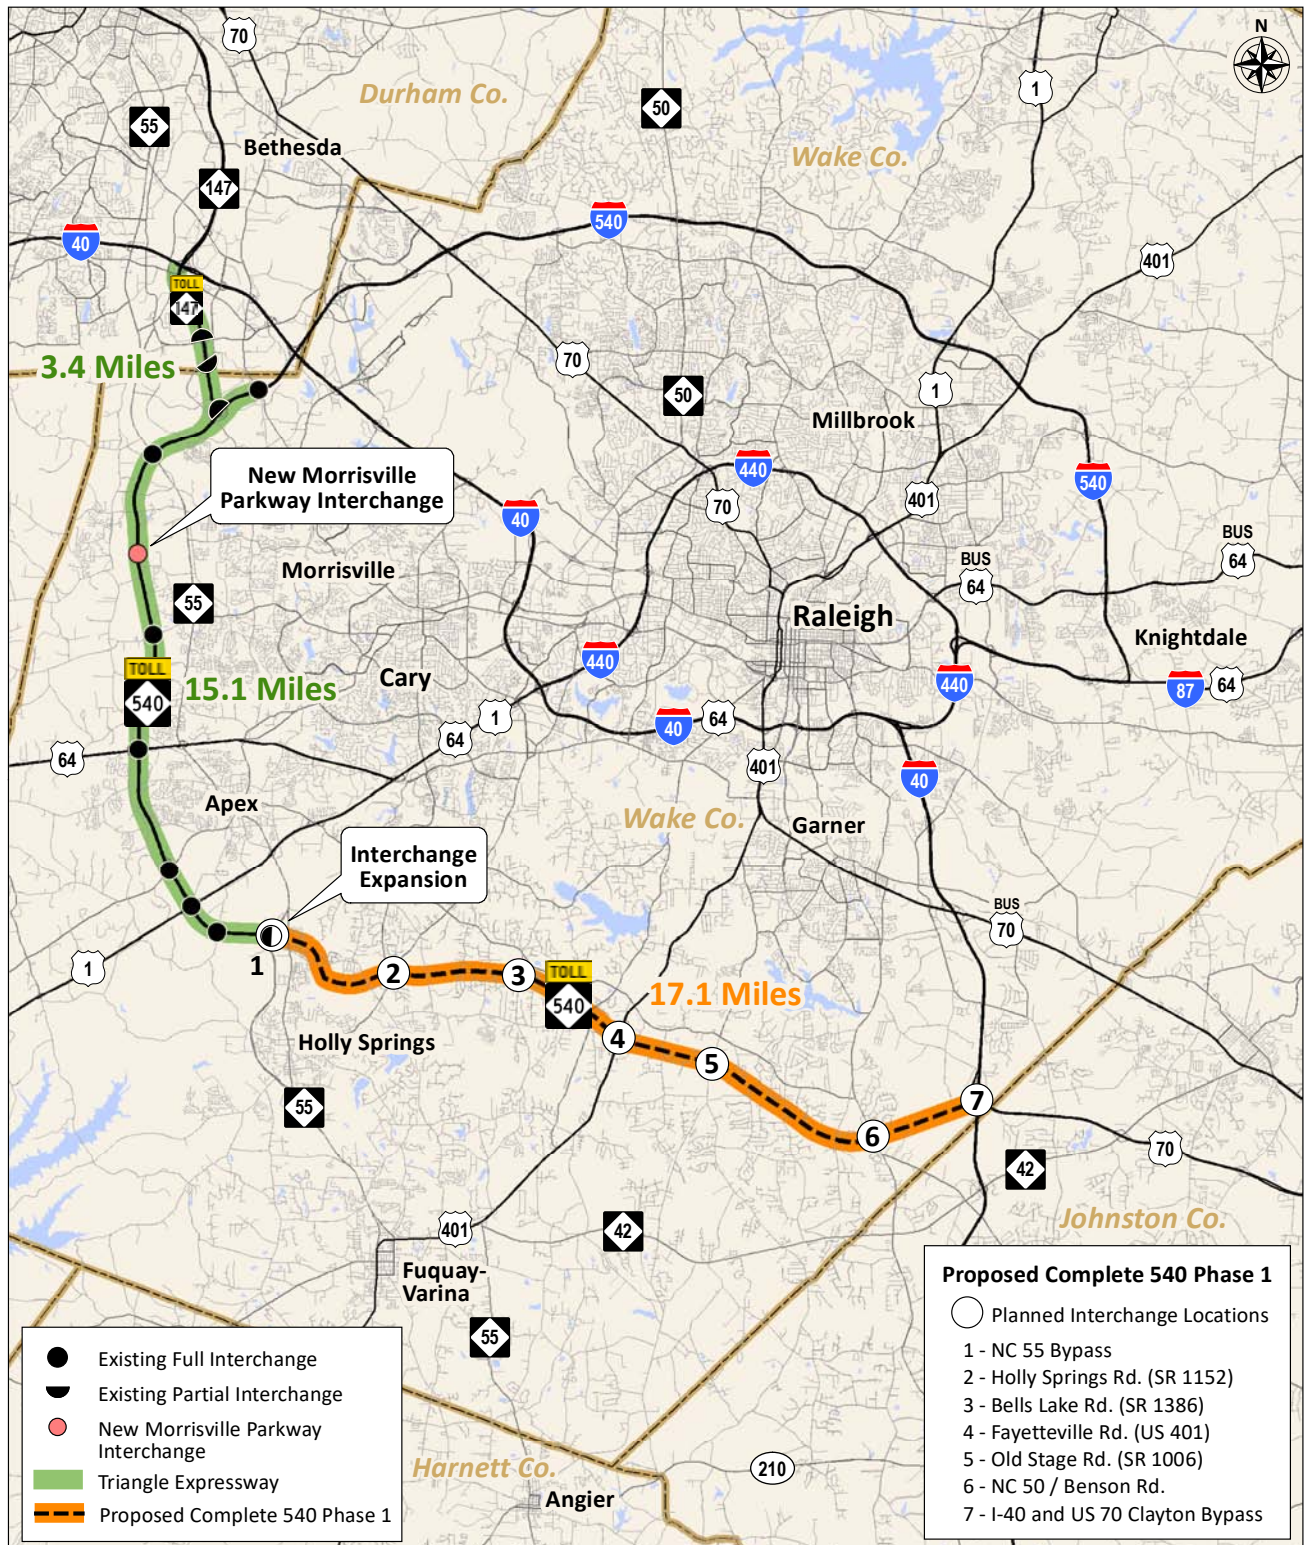 N
70
Durham Co.
50
1
55
Bethesda
Wake Co.
147
540
40
401
TOLL
147
3.4 Miles
70
50
1
Millbrook
New Morrisville
Parkway Interchange
440
540
70
401
40
BUS
64
BUS
64
Morrisville
55
Raleigh
Knightdale
440
TOLL
540
15.1 Miles
Cary
440
87
64
1
64
40
64
64
401
40
Apex
Wake Co.
Garner
Interchange
Expansion
BUS
70
1
1
2
3
TOLL
540
17.1 Miles
4
Holly Springs
5
55
7
6
70
42
Johnston Co.
401
42
Fuquay-
Varina
55
Harnett Co.
210
Angier
Existing Full Interchange
Existing Partial Interchange
New Morrisville Parkway
Interchange
Triangle Expressway
Proposed Complete 540 Phase 1
Proposed Complete 540 Phase 1
Planned Interchange Locations
1 - NC 55 Bypass
2 - Holly Springs Rd. (SR 1152)
3 - Bells Lake Rd. (SR 1386)
4 - Fayetteville Rd. (US 401)
5 - Old Stage Rd. (SR 1006)
6 - NC 50 / Benson Rd.
7 - I-40 and US 70 Clayton Bypass